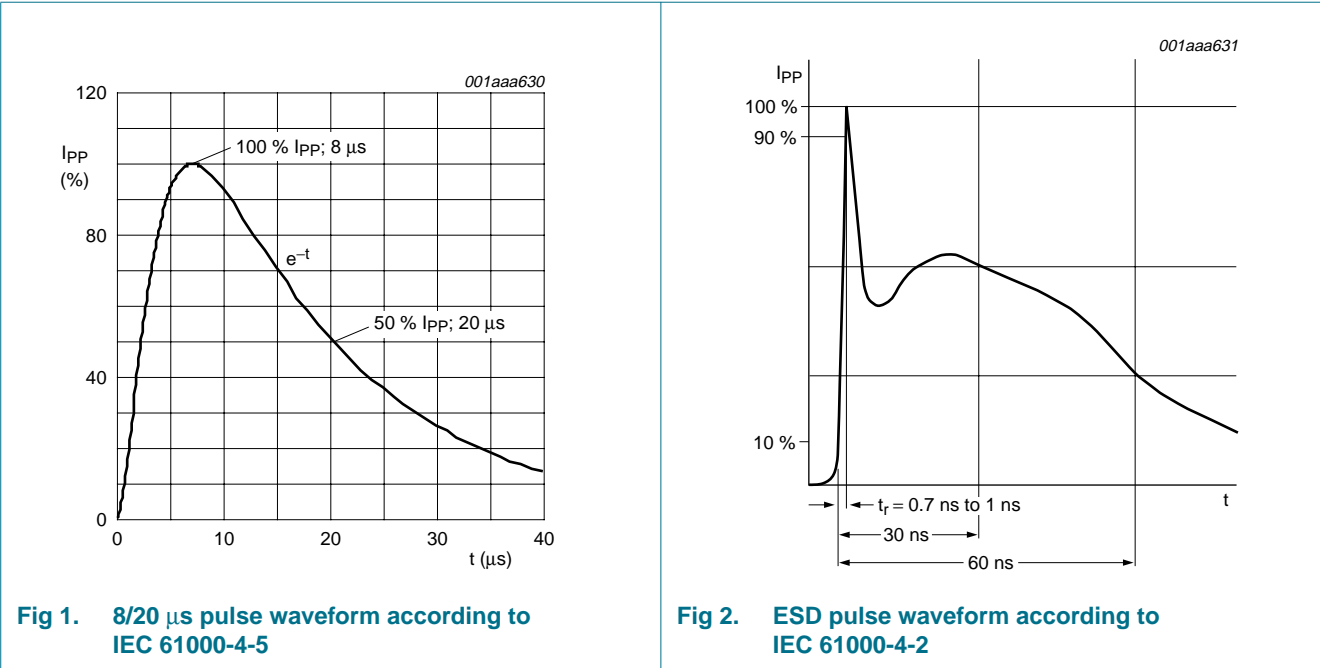 001aaa630
120
80
40
0
IPP
(%)
100 % IPP; 8 μs
e−t
50 % IPP; 20 μs
0 10 20 30 40
t (μs)
Fig 1. 8/20 μs pulse waveform according to
IEC 61000-4-5
001aaa631
IPP
100 %
90 %
10 %
t
tr = 0.7 ns to 1 ns
30 ns
60 ns
Fig 2. ESD pulse waveform according to
IEC 61000-4-2